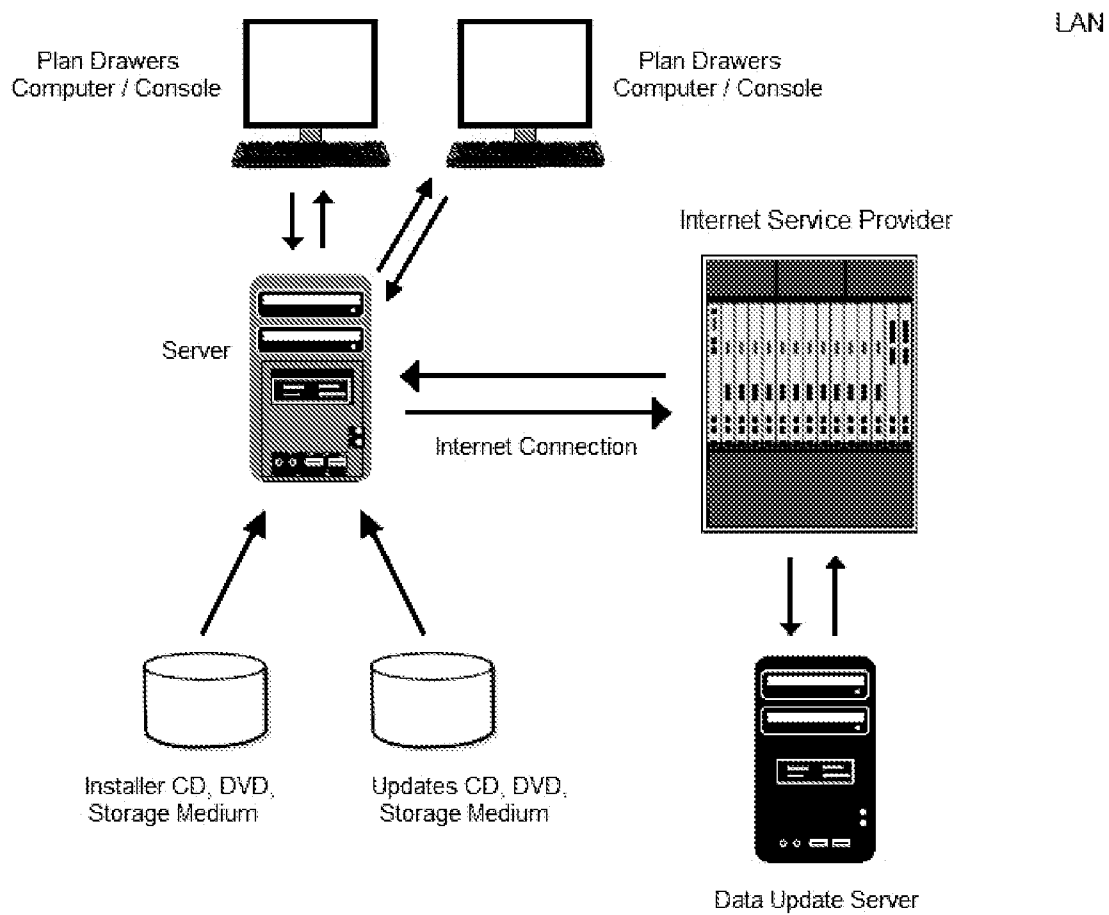 LAN
Plan Drawers
Computer / Console
Plan Drawers
Computer / Console
Internet Service Provider
Server
Internet Connection
Installer CD, DVD,
Storage Medium
Updates CD, DVD,
Storage Medium
Data Update Server